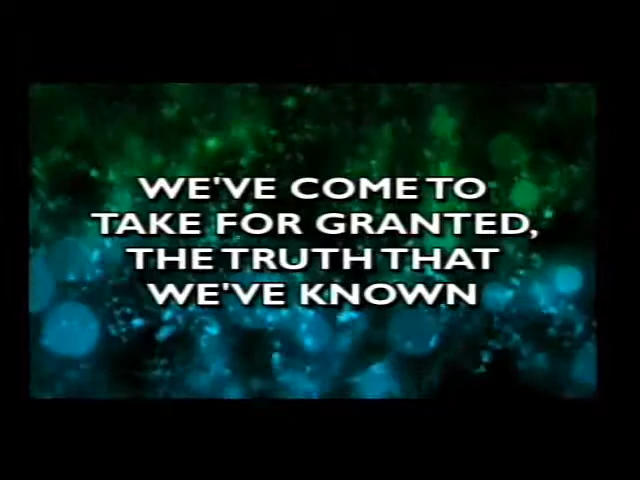 WE'VE COME TO
TAKE FOR GRANTED,
THE TRUTH THAT
WE'VE KNOWN